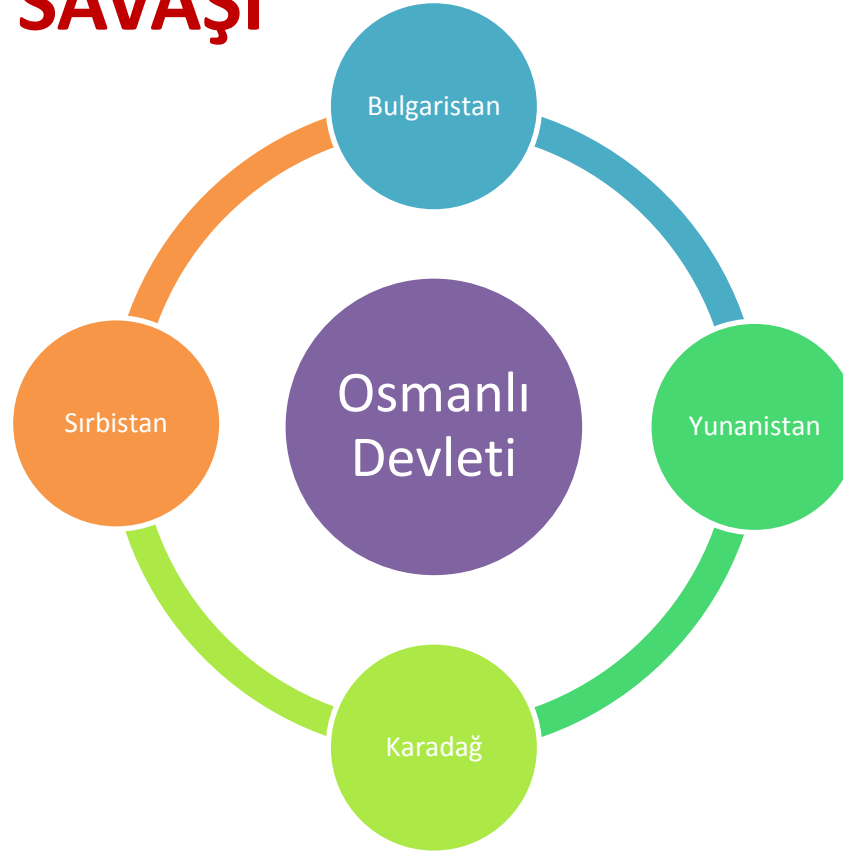 SAVAŞI
Bulgaristan
Osmanlı
Devleti
Sırbistan
Yunanistan
Karadağ